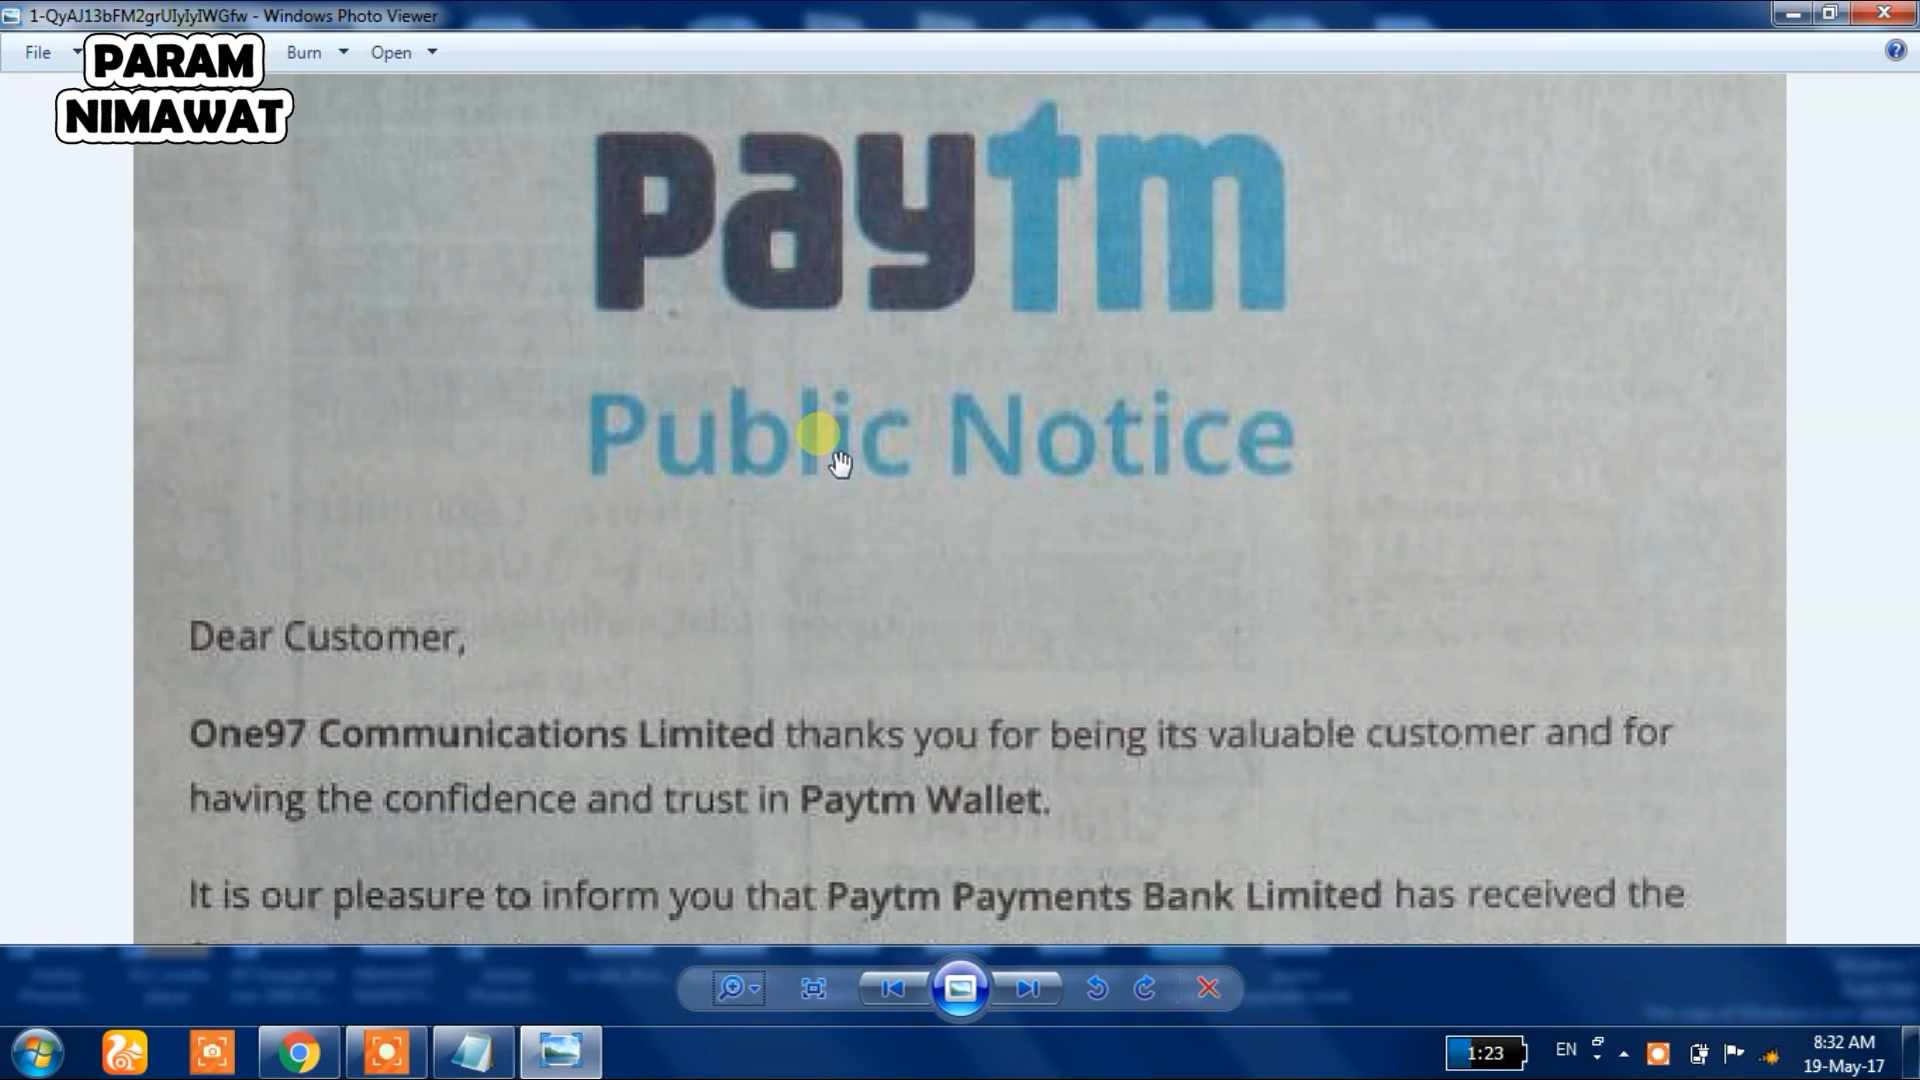 1-QyAJ13bFM2grUIyIyIWGfw - Windows Photo Viewer
File Burn Open
PARAM
NIMAWAT
paytm
Public Notice
Dear Customer,
One97 Communications Limited thanks you for being its valuable customer and for
having the confidence and trust in Paytm Wallet.
It is our pleasure to inform you that Paytm Payments Bank Limited has received the
1:23
EN
8:32 AM
19-May-17